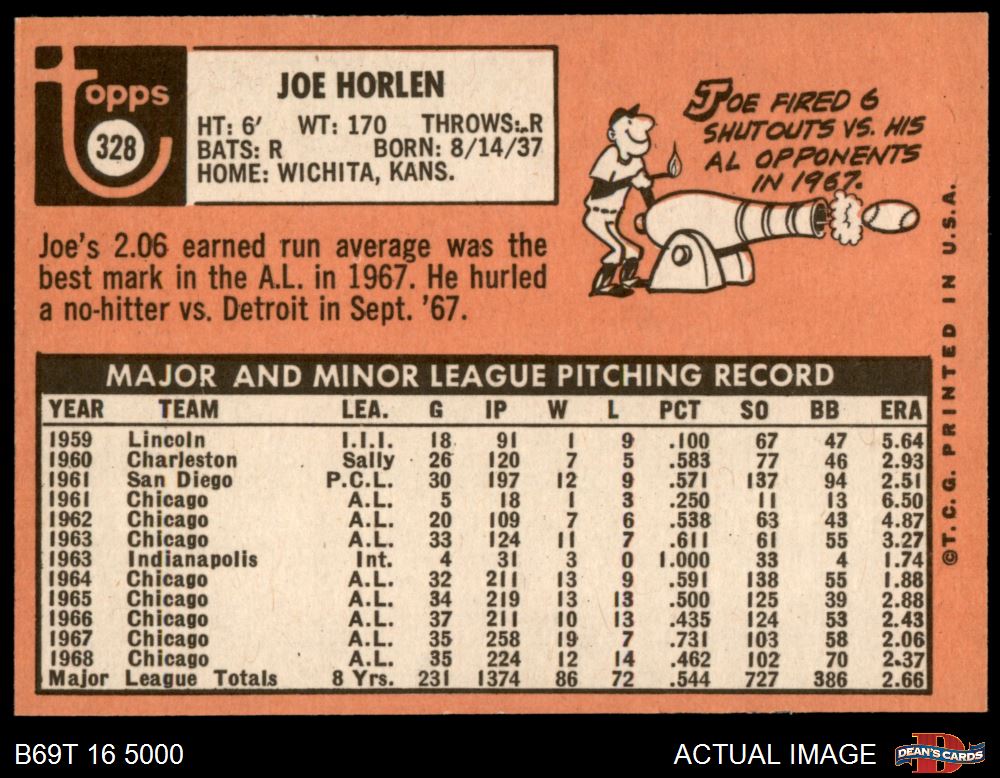 topps
328
JOE HORLEN
HT: 6' WT: 170 THROWS: R
BATS: R BORN: 8/14/37
HOME: WICHITA, KANS.
JOE FIRED 6
SHUTOUTS VS. HIS
AL OPPONENTS
IN 1967.
Joe's 2.06 earned run average was the
best mark in the A.L. in 1967. He hurled
a no-hitter vs. Detroit in Sept. '67.
MAJOR AND MINOR LEAGUE PITCHING RECORD
YEAR TEAM LEA. G IP W L PCT SO BB ERA
1959 Lincoln I.I.I. 18 91 1 9 .100 67 47 5.64
1960 Charleston Sally 26 120 7 5 .583 77 46 2.93
1961 San Diego P.C.L. 30 197 12 9 .571 137 94 2.51
1961 Chicago A.L. 5 18 1 3 .250 11 13 6.50
1962 Chicago A.L. 20 109 7 6 .538 63 43 4.87
1963 Chicago A.L. 33 124 11 7 .611 61 55 3.27
1963 Indianapolis Int. 4 31 3 0 1.000 33 4 1.74
1964 Chicago A.L. 32 211 13 9 .591 138 55 1.88
1965 Chicago A.L. 34 219 13 13 .500 125 39 2.88
1966 Chicago A.L. 37 211 10 13 .435 124 53 2.43
1967 Chicago A.L. 35 258 19 7 .731 103 58 2.06
1968 Chicago A.L. 35 224 12 14 .462 102 70 2.37
Major League Totals 8 Yrs. 231 1374 86 72 .544 727 386 2.66
©T.C.G. PRINTED IN U.S.A.
B69T 16 5000
ACTUAL IMAGE
DEAN'S CARDS